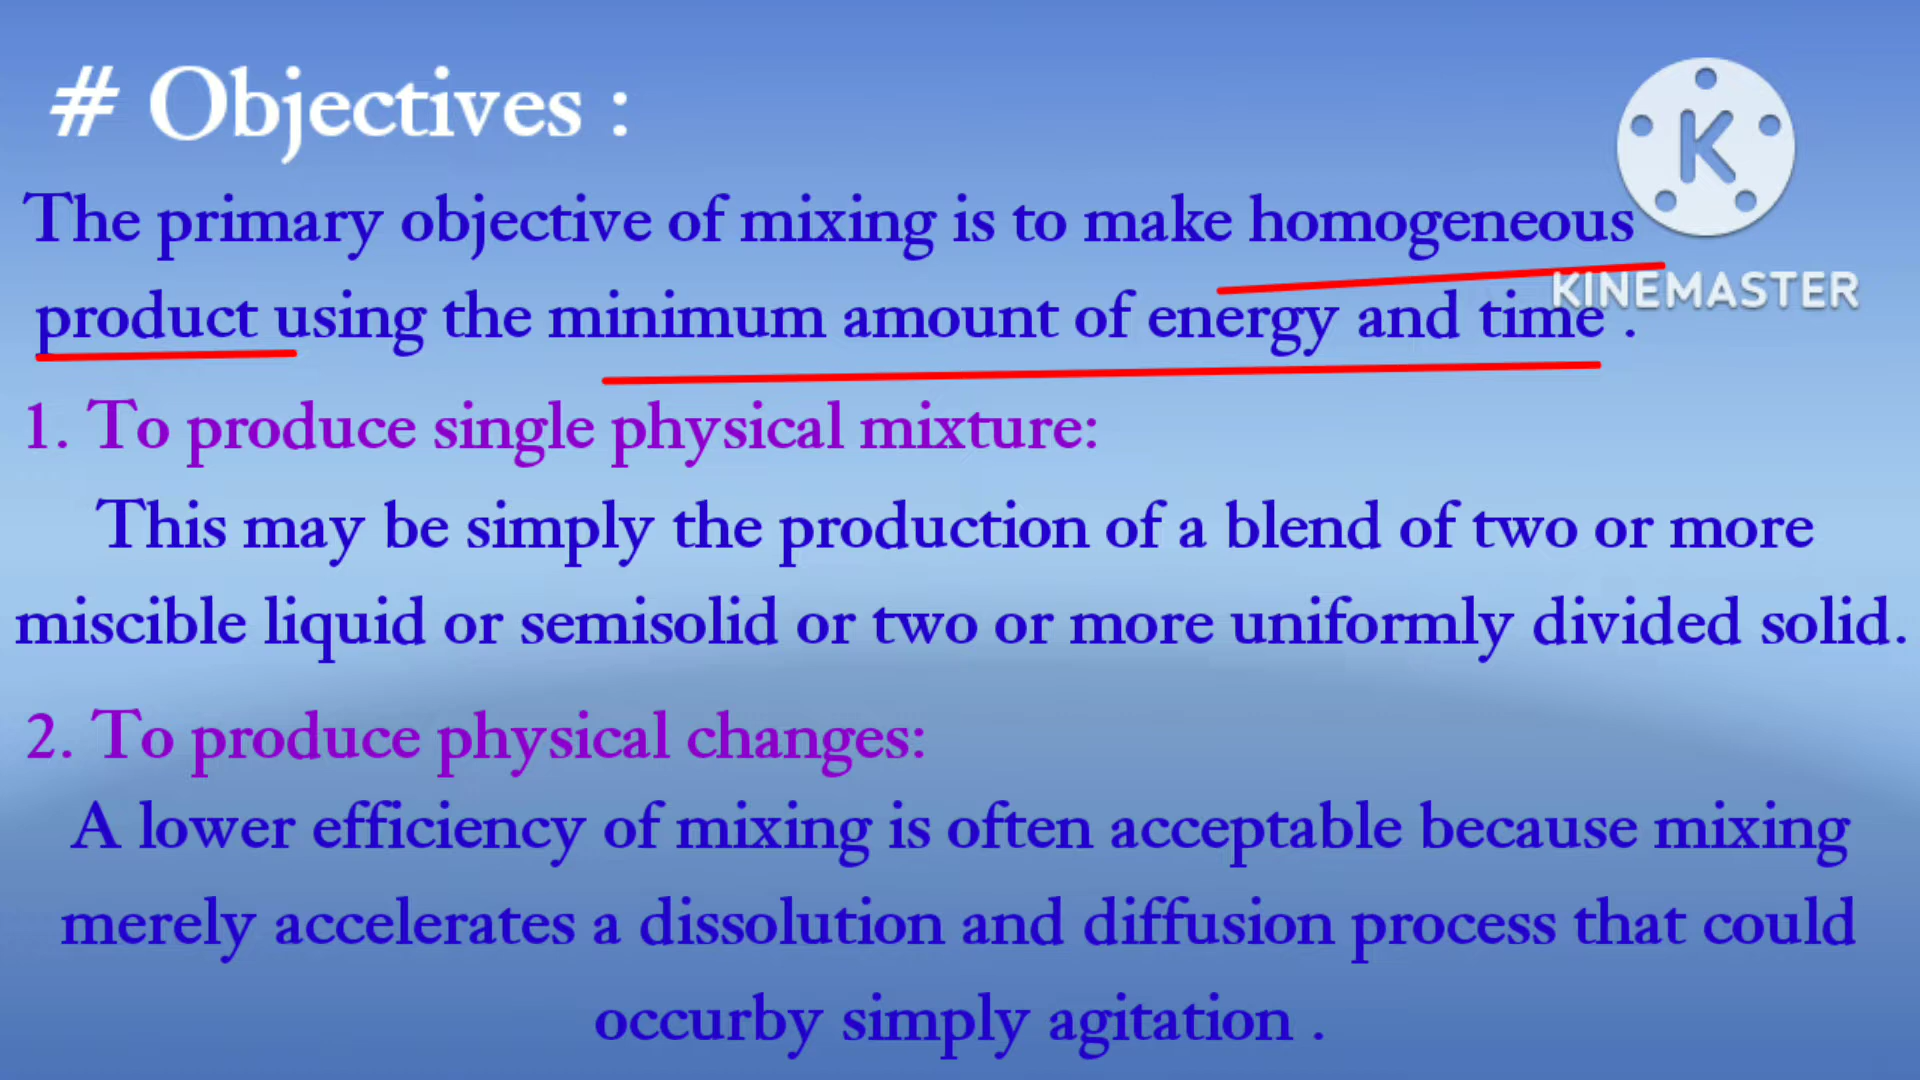 # Objectives :
K
KINEMASTER
The primary objective of mixing is to make homogeneous
product using the minimum amount of energy and time .
1. To produce single physical mixture:
This may be simply the production of a blend of two or more
miscible liquid or semisolid or two or more uniformly divided solid.
2. To produce physical changes:
A lower efficiency of mixing is often acceptable because mixing
merely accelerates a dissolution and diffusion process that could
occurby simply agitation .